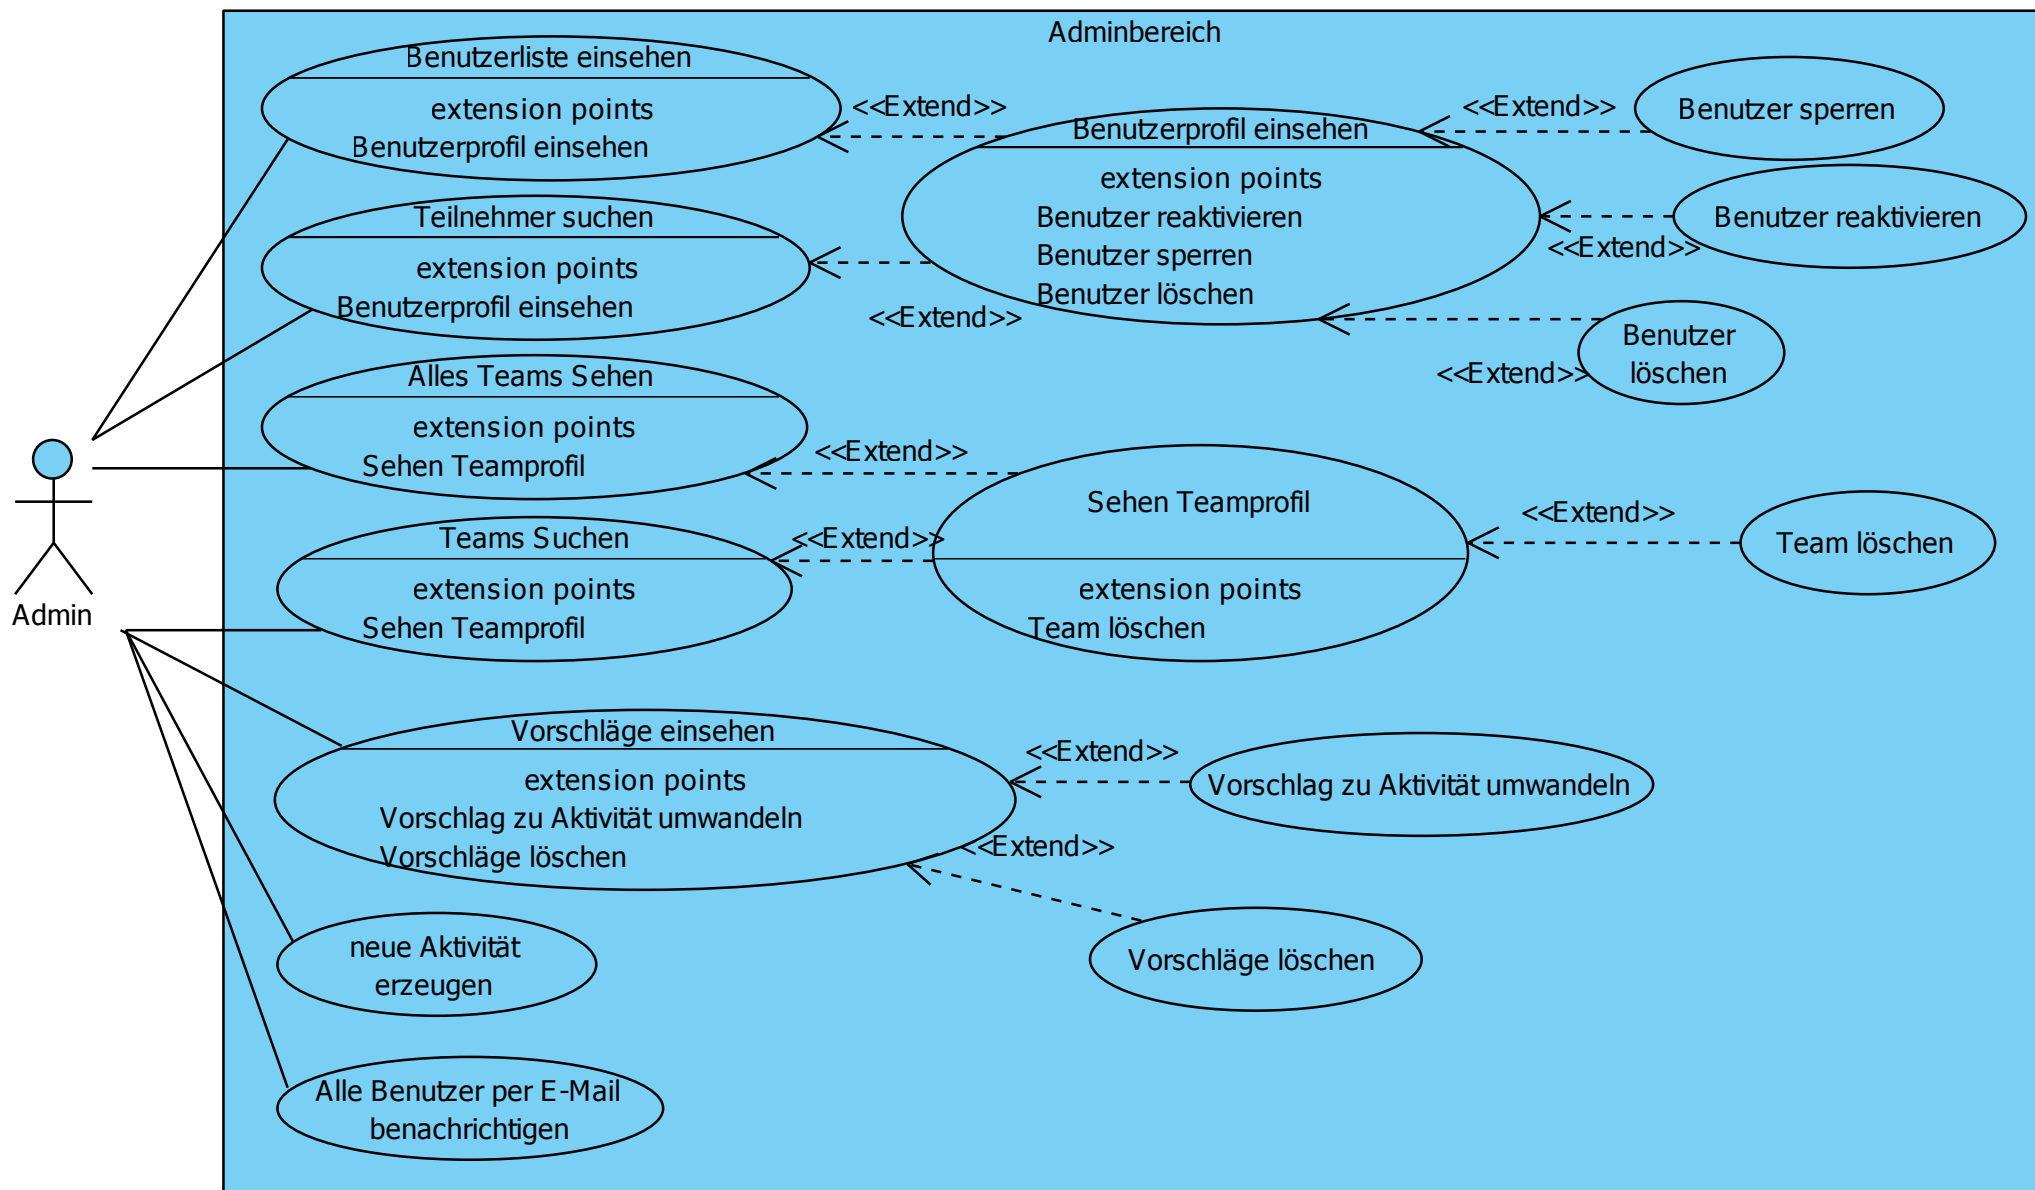 Adminbereich
Benutzerliste einsehen
extension points
Benutzerprofil einsehen
<<Extend>>
Benutzerprofil einsehen
extension points
Benutzer reaktivieren
Benutzer sperren
Benutzer löschen
<<Extend>>
Benutzer sperren
<<Extend>>
Benutzer reaktivieren
<<Extend>>
Benutzer
löschen
Teilnehmer suchen
extension points
Benutzerprofil einsehen
<<Extend>>
Alles Teams Sehen
extension points
Sehen Teamprofil
<<Extend>>
Sehen Teamprofil
extension points
Team löschen
<<Extend>>
Team löschen
Teams Suchen
extension points
Sehen Teamprofil
<<Extend>>
Admin
Vorschläge einsehen
extension points
Vorschlag zu Aktivität umwandeln
Vorschläge löschen
<<Extend>>
Vorschlag zu Aktivität umwandeln
<<Extend>>
Vorschläge löschen
neue Aktivität
erzeugen
Alle Benutzer per E-Mail
benachrichtigen